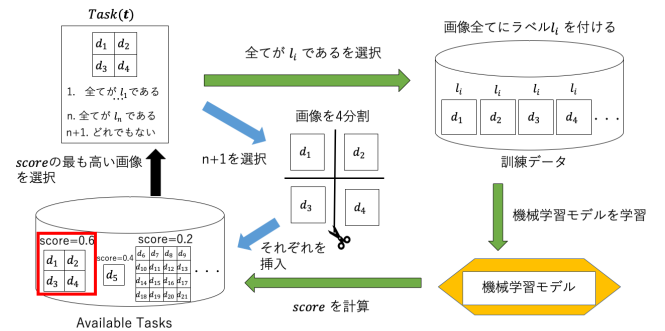 Task(t)
d₁ d₂
d₃ d₄
1. 全てが l₁である
...
n. 全てが lₙ である
n+1. どれでもない
全てが lᵢ であるを選択
画像全てにラベルlᵢ を付ける
lᵢ lᵢ lᵢ lᵢ
d₁ d₂ d₃ d₄ ...
訓練データ
画像を4分割
n+1を選択
d₁ d₂
d₃ d₄
scoreの最も高い画像
を選択
それぞれを
挿入
機械学習モデルを学習
機械学習モデル
score を計算
score=0.6
d₁ d₂
d₃ d₄
score=0.4
d₅
score=0.2
d₆ d₇ d₈ d₉
d₁₀ d₁₁ d₁₂ d₁₃
d₁₄ d₁₅ d₁₆ d₁₇
d₁₈ d₁₉ d₂₀ d₂₁
...
Available Tasks